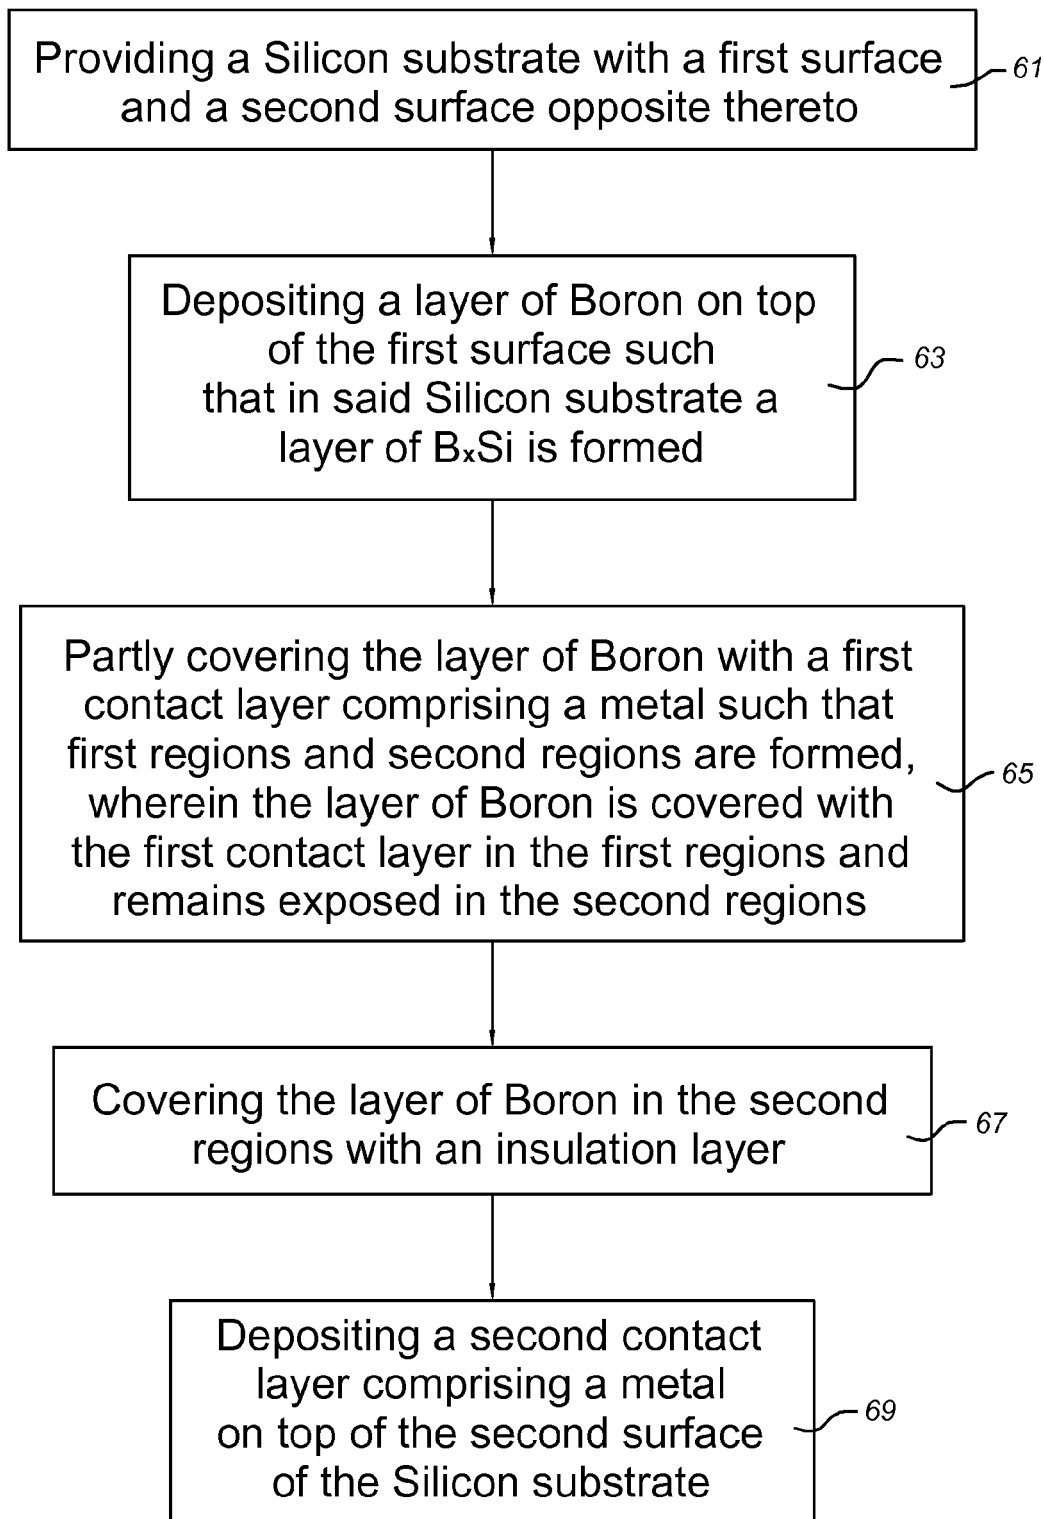 Providing a Silicon substrate with a first surface
and a second surface opposite thereto
61
Depositing a layer of Boron on top
of the first surface such
that in said Silicon substrate a
layer of BₓSi is formed
63
Partly covering the layer of Boron with a first
contact layer comprising a metal such that
first regions and second regions are formed,
wherein the layer of Boron is covered with
the first contact layer in the first regions and
remains exposed in the second regions
65
Covering the layer of Boron in the second
regions with an insulation layer
67
Depositing a second contact
layer comprising a metal
on top of the second surface
of the Silicon substrate
69